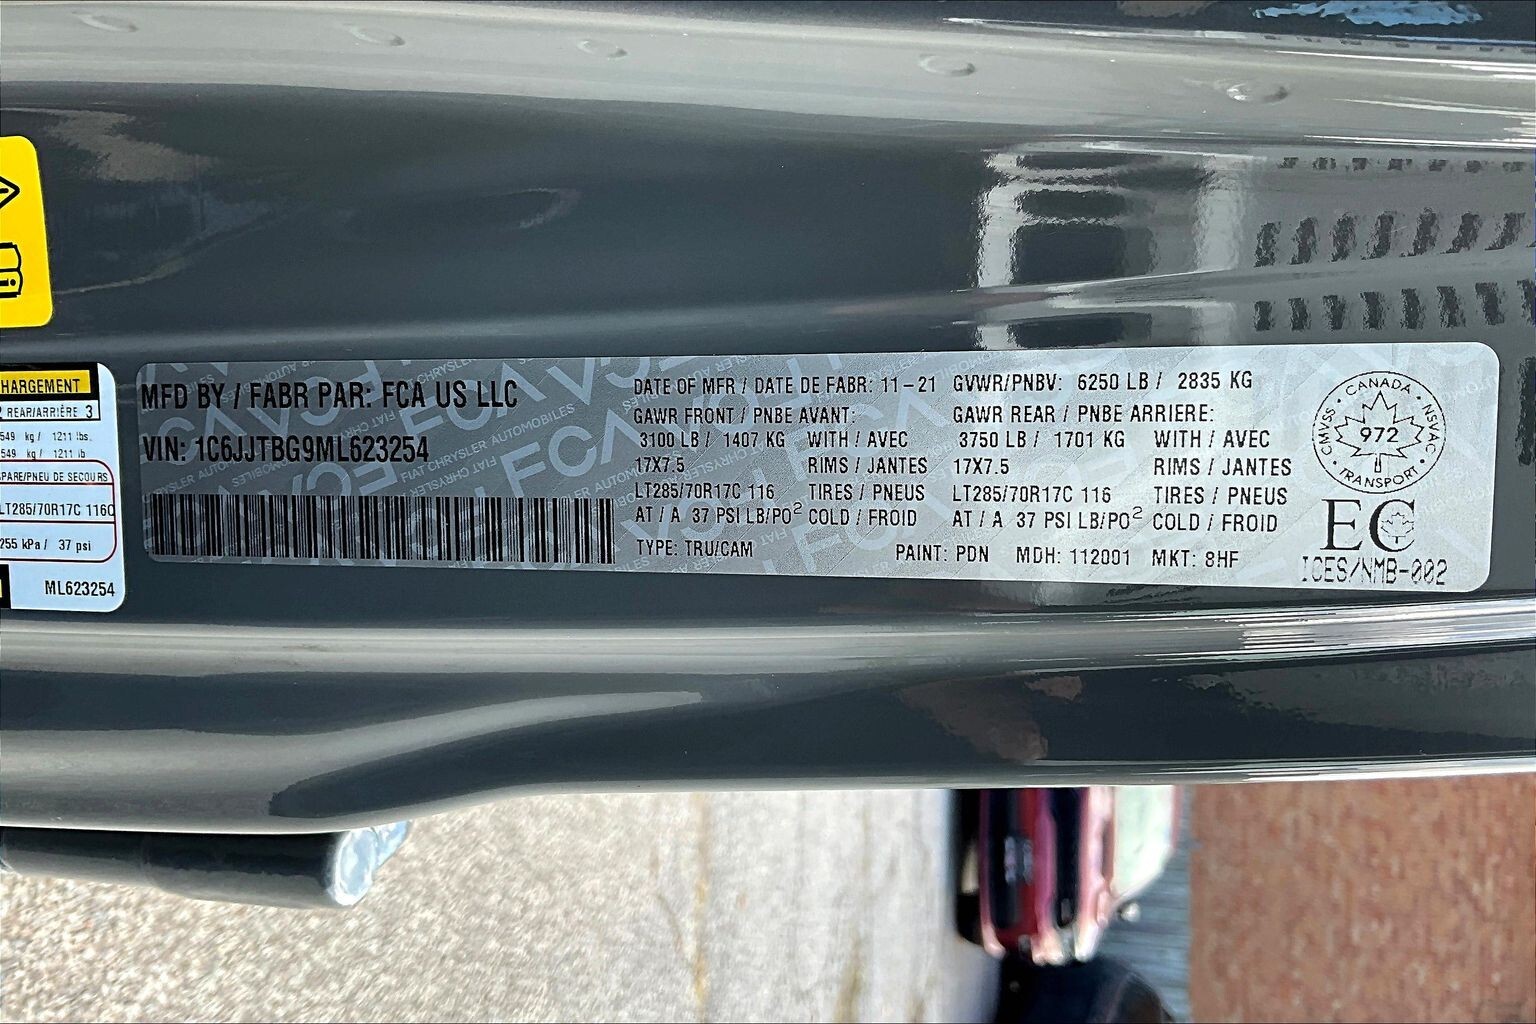 HARGEMENT
REAR/ARRIÈRE 3
549 kg / 1211 lbs.
549 kg / 1211 lb
PARE/PNEU DE SECOURS
LT285/70R17C 116Q
255 kPa / 37 psi
ML623254
MFD BY / FABR PAR: FCA US LLC
VIN: 1C6JJTBG9ML623254
DATE OF MFR / DATE DE FABR: 11-21 GVWR/PNBV: 6250 LB / 2835 KG
GAWR FRONT / PNBE AVANT: GAWR REAR / PNBE ARRIERE:
3100 LB / 1407 KG WITH / AVEC 3750 LB / 1701 KG WITH / AVEC
17X7.5 RIMS / JANTES 17X7.5 RIMS / JANTES
LT285/70R17C 116 TIRES / PNEUS LT285/70R17C 116 TIRES / PNEUS
AT / A 37 PSI LB/PO² COLD / FROID AT / A 37 PSI LB/PO² COLD / FROID
TYPE: TRU/CAM PAINT: PDN MDH: 112001 MKT: 8HF
CANADA
CMVSS 972 NSVAC
TRANSPORT
EC
ICES/NMB-002